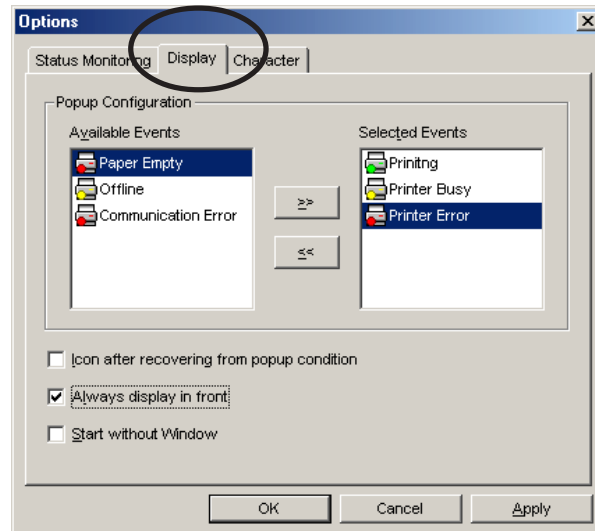 Options
Status Monitoring Display Character
Popup Configuration
Available Events Selected Events
Paper Empty Prinitng
Offline Printer Busy
Communication Error Printer Error
>>
<<
Icon after recovering from popup condition
Always display in front
Start without Window
OK Cancel Apply